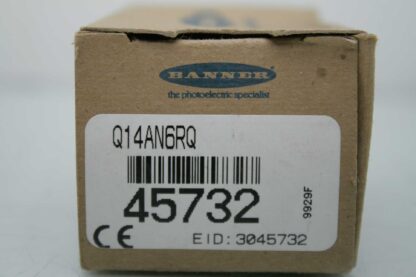 BANNER
the photoelectric specialist
Q14AN6RQ
45732
9929F
CE
EID: 3045732